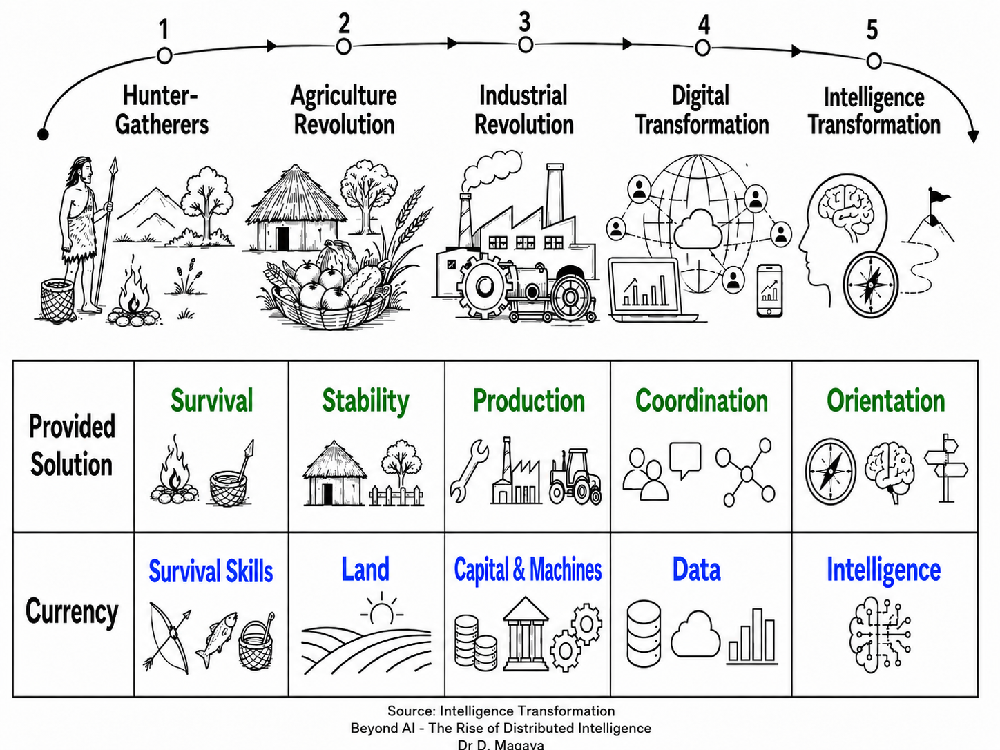 1
2
3
4
5
Hunter-
Gatherers
Agriculture
Revolution
Industrial
Revolution
Digital
Transformation
Intelligence
Transformation
Provided
Solution
Survival
Stability
Production
Coordination
Orientation
Currency
Survival Skills
Land
Capital & Machines
Data
Intelligence
Source: Intelligence Transformation
Beyond AI - The Rise of Distributed Intelligence
Dr D. Magaya